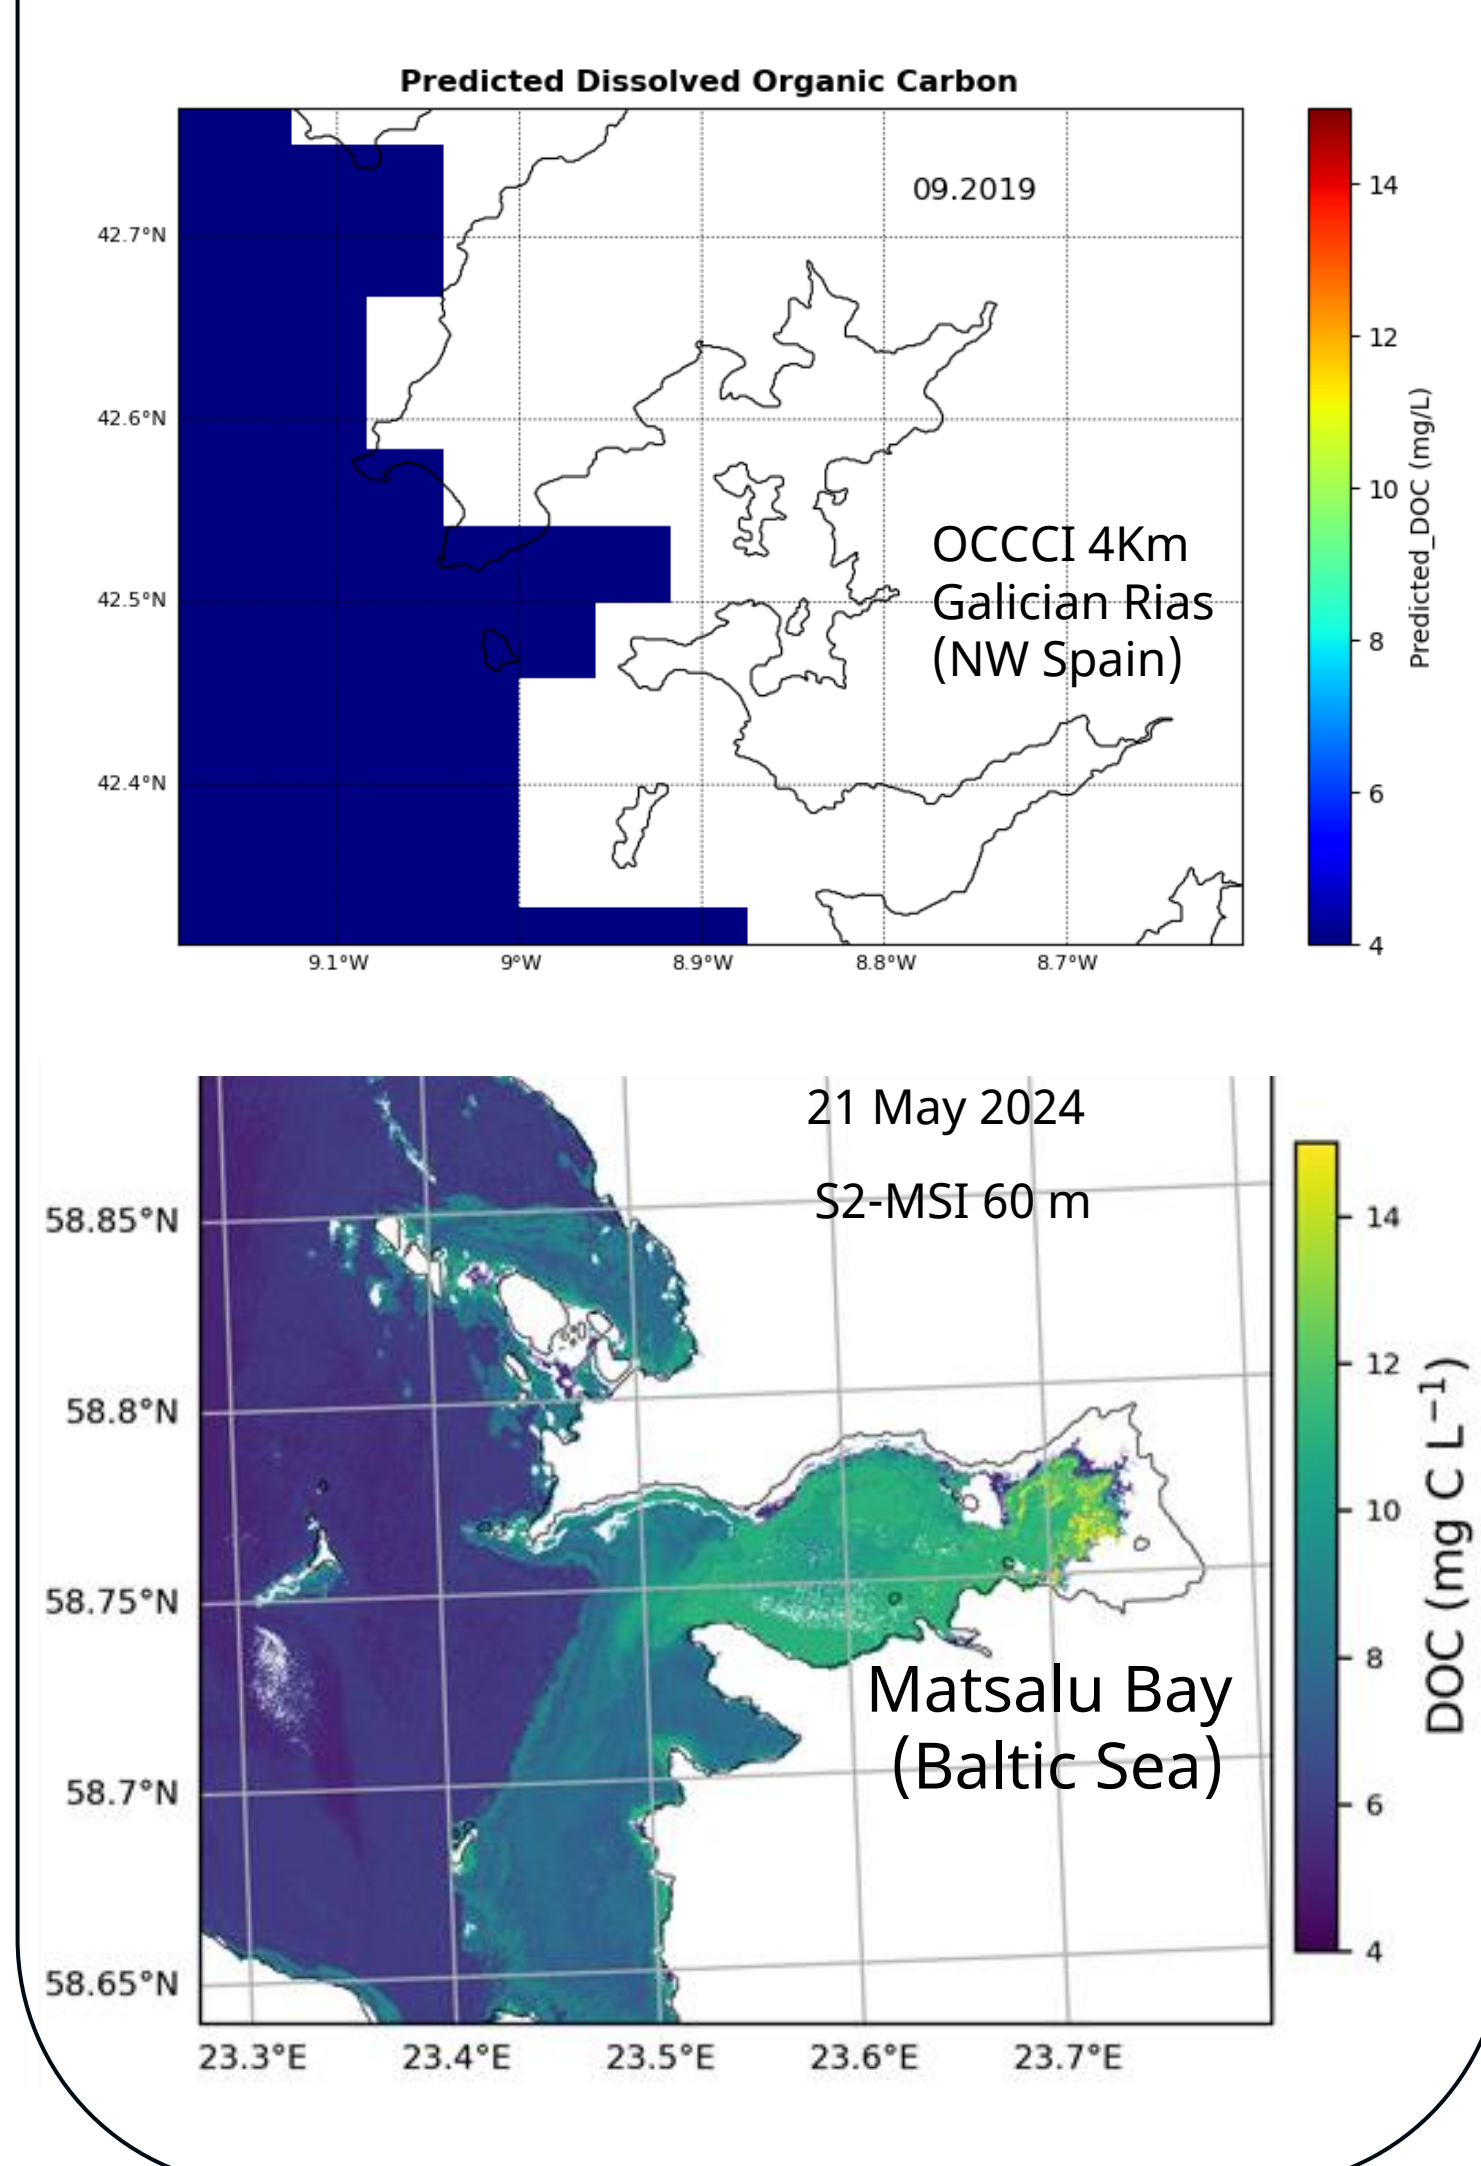 Predicted Dissolved Organic Carbon
09.2019
42.7°N
42.6°N
42.5°N
42.4°N
9.1°W
9°W
8.9°W
8.8°W
8.7°W
OCCCI 4Km
Galician Rias
(NW Spain)
14
12
10
8
6
4
Predicted_DOC (mg/L)
21 May 2024
S2-MSI 60 m
58.85°N
58.8°N
58.75°N
58.7°N
58.65°N
23.3°E
23.4°E
23.5°E
23.6°E
23.7°E
Matsalu Bay
(Baltic Sea)
14
12
10
8
6
4
DOC (mg C L⁻¹)